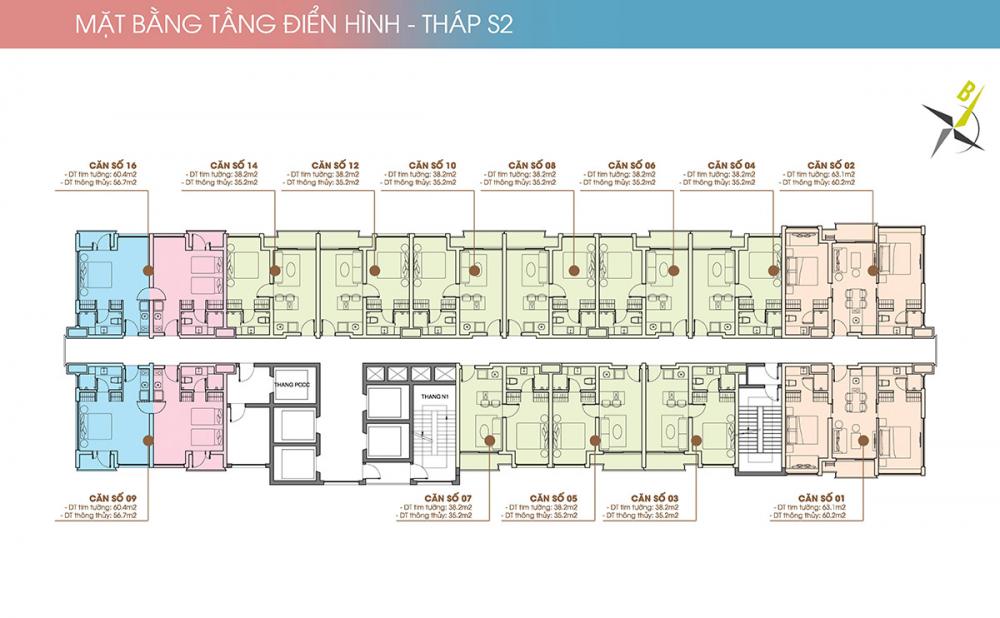 MẶT BẰNG TẦNG ĐIỂN HÌNH - THÁP S2
B
CĂN SỐ 16
- DT tim tường: 60.4m2
- DT thông thủy: 56.7m2
CĂN SỐ 14
- DT tim tường: 38.2m2
- DT thông thủy: 35.2m2
CĂN SỐ 12
- DT tim tường: 38.2m2
- DT thông thủy: 35.2m2
CĂN SỐ 10
- DT tim tường: 38.2m2
- DT thông thủy: 35.2m2
CĂN SỐ 08
- DT tim tường: 38.2m2
- DT thông thủy: 35.2m2
CĂN SỐ 06
- DT tim tường: 38.2m2
- DT thông thủy: 35.2m2
CĂN SỐ 04
- DT tim tường: 38.2m2
- DT thông thủy: 35.2m2
CĂN SỐ 02
- DT tim tường: 63.1m2
- DT thông thủy: 60.2m2
THANG PCCC
THANG N1
CĂN SỐ 09
- DT tim tường: 60.4m2
- DT thông thủy: 56.7m2
CĂN SỐ 07
- DT tim tường: 38.2m2
- DT thông thủy: 35.2m2
CĂN SỐ 05
- DT tim tường: 38.2m2
- DT thông thủy: 35.2m2
CĂN SỐ 03
- DT tim tường: 38.2m2
- DT thông thủy: 35.2m2
CĂN SỐ 01
- DT tim tường: 63.1m2
- DT thông thủy: 60.2m2